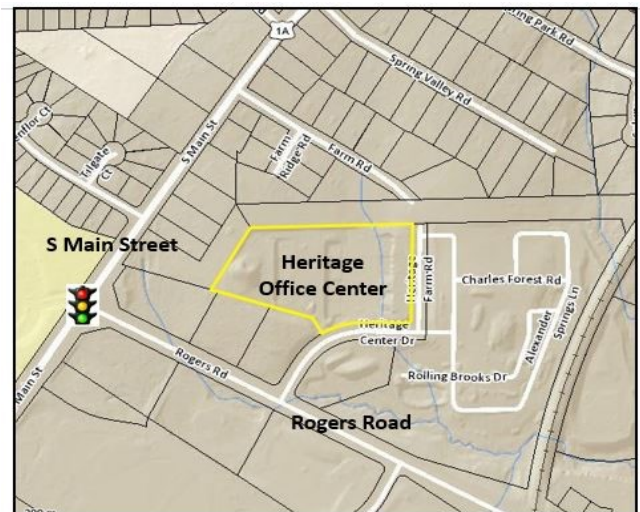 1A
ring Park Rd
Spring Valley Rd
S Main St
Farm
Ridge Rd
Farm Rd
Tilgate
Ct
S Main Street
Heritage
Office Center
Heritage
Farm Rd
Charles Forest Rd
Alexander
Springs Ln
Heritage
Center Dr
Rolling Brooks Dr
Rogers Rd
Main St
Rogers Road